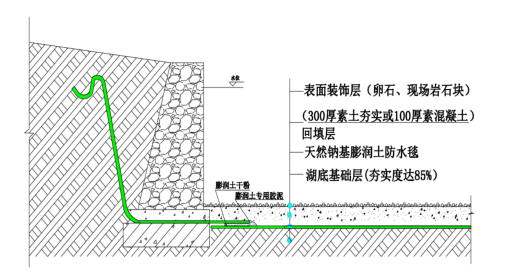 水位
表面装饰层（卵石、现场岩石块）
（300厚素土夯实或100厚素混凝土）
回填层
天然钠基膨润土防水毯
湖底基础层(夯实度达85%）
膨润土干粉
膨润土专用胶泥